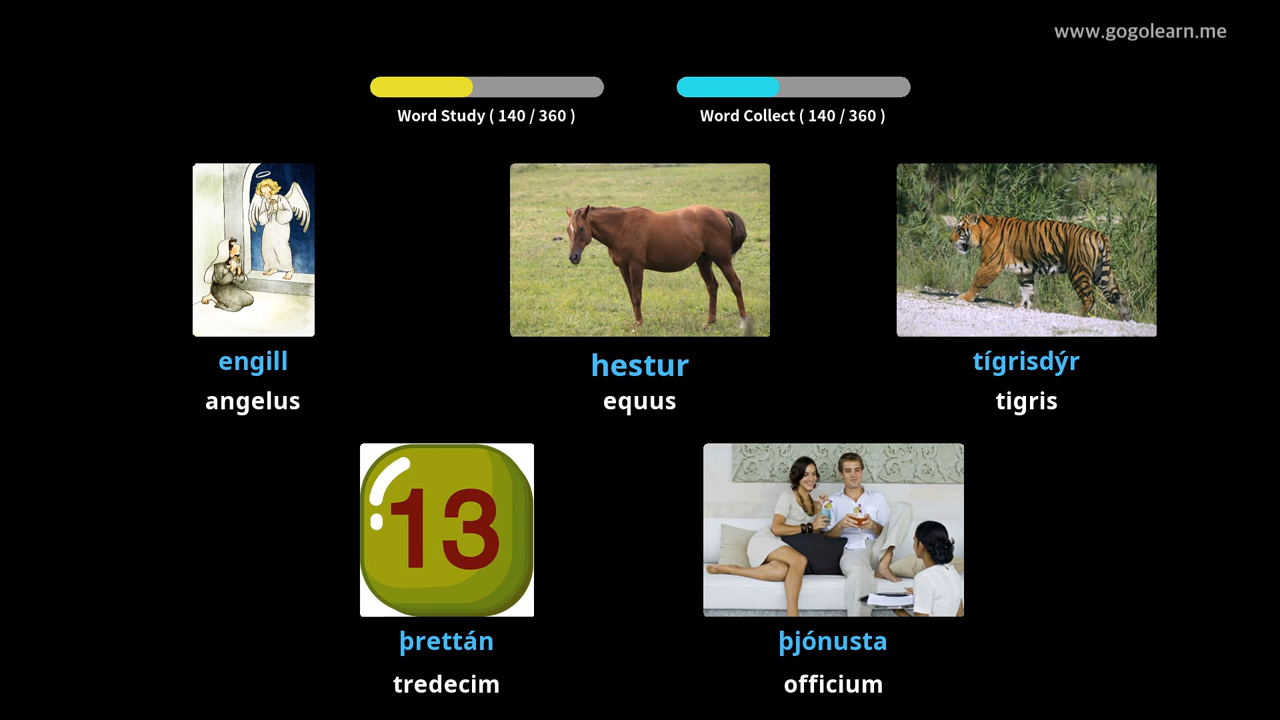 www.gogolearn.me
Word Study ( 140 / 360 )
Word Collect ( 140 / 360 )
engill
angelus
hestur
equus
tígrisdýr
tigris
13
þrettán
tredecim
þjónusta
officium